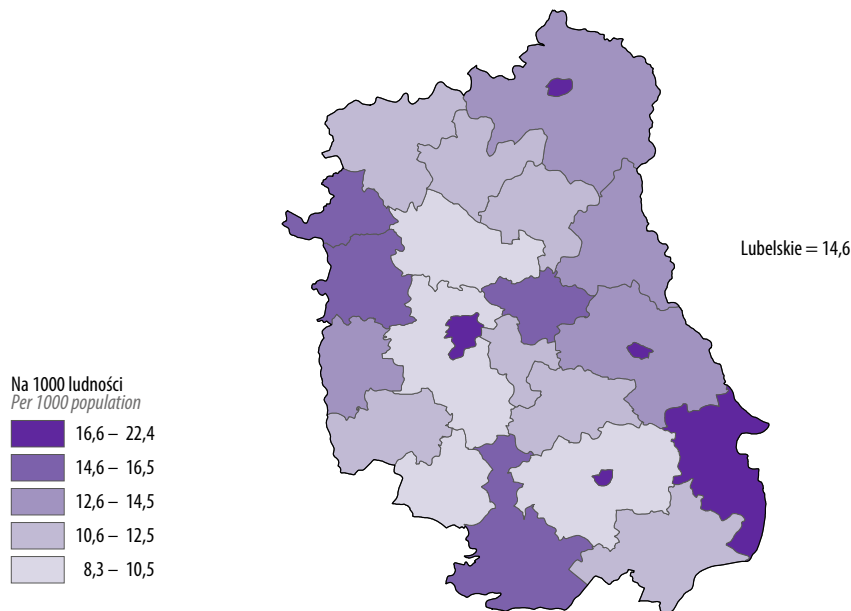 Lubelskie = 14,6
Na 1000 ludności
Per 1000 population
16,6 – 22,4
14,6 – 16,5
12,6 – 14,5
10,6 – 12,5
8,3 – 10,5